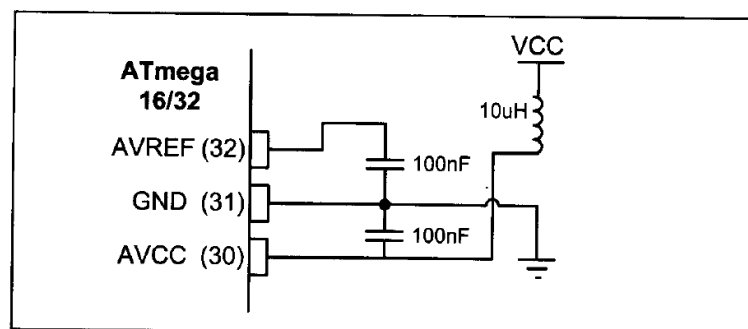 VCC
ATmega
16/32
10uH
AVREF (32)
100nF
GND (31)
100nF
AVCC (30)